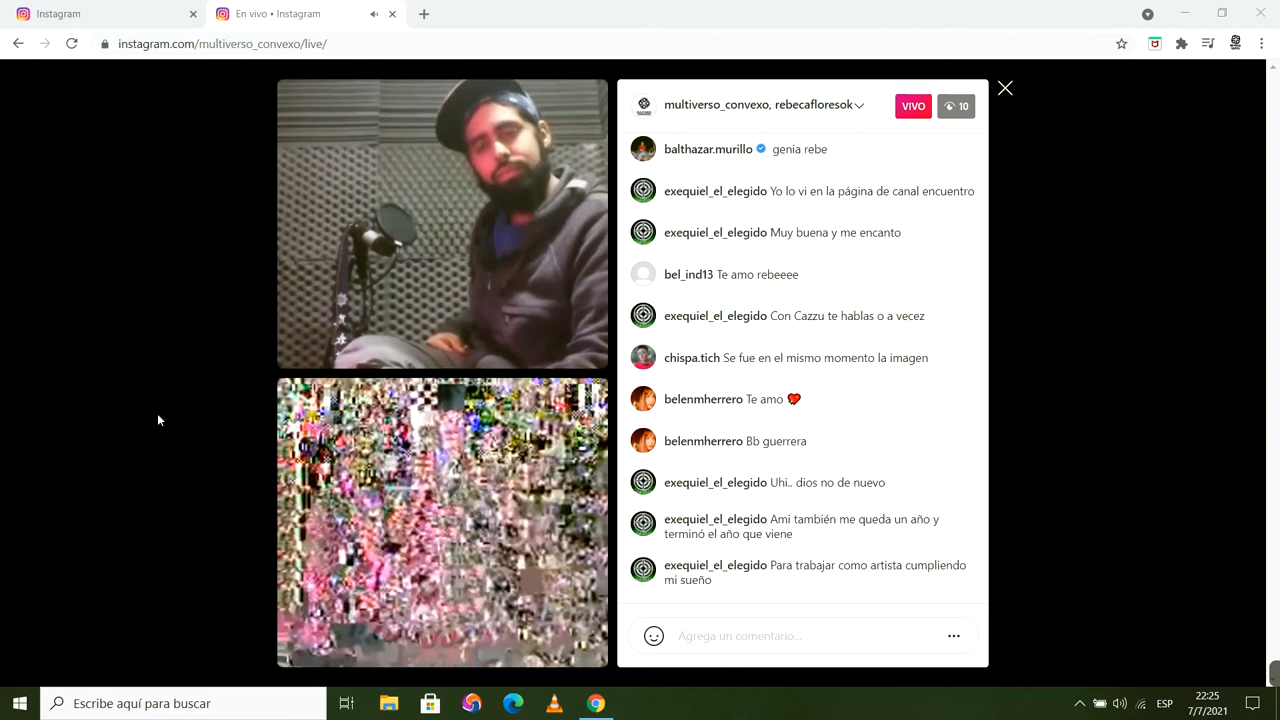 Instagram
En vivo • Instagram
instagram.com/multiverso_convexo/live/
multiverso_convexo, rebecafloresok
VIVO
10
balthazar.murillo genia rebe
exequiel_el_elegido Yo lo vi en la página de canal encuentro
exequiel_el_elegido Muy buena y me encanto
bel_ind13 Te amo rebeeee
exequiel_el_elegido Con Cazzu te hablas o a vecez
chispa.tich Se fue en el mismo momento la imagen
belenmherrero Te amo
belenmherrero Bb guerrera
exequiel_el_elegido Uhi.. dios no de nuevo
exequiel_el_elegido Ami también me queda un año y
terminó el año que viene
exequiel_el_elegido Para trabajar como artista cumpliendo
mi sueño
Agrega un comentario...
Escribe aquí para buscar
ESP
22:25
7/7/2021